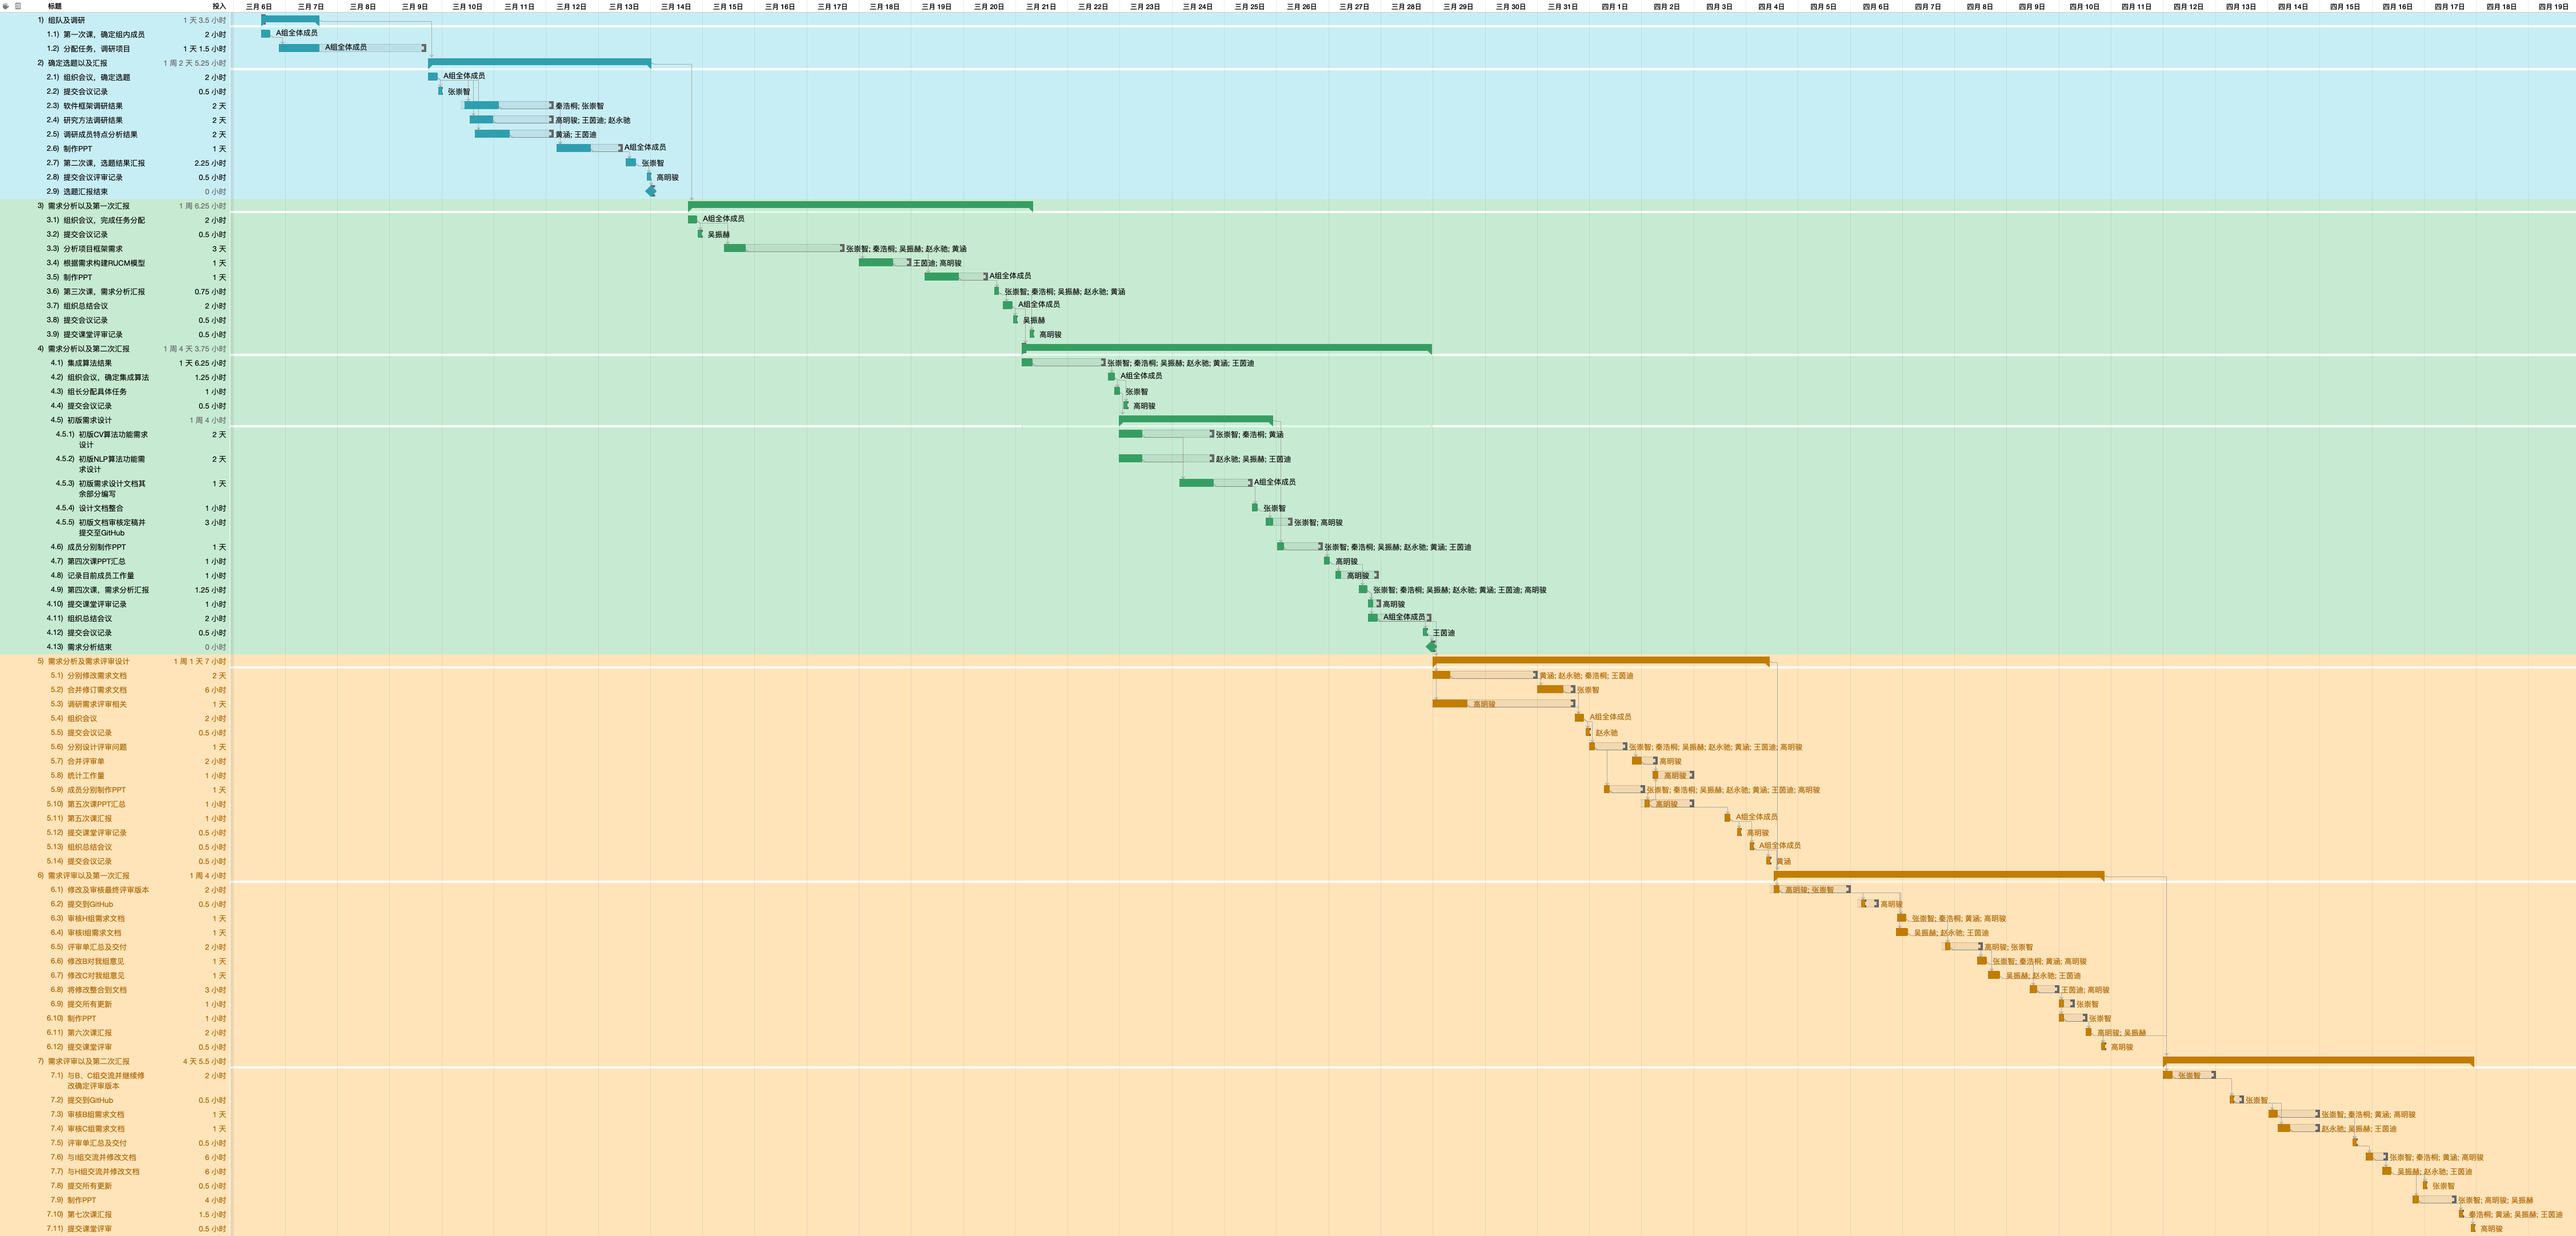 标题 投入 三月 6日 三月 7日 三月 8日 三月 9日 三月 10日 三月 11日 三月 12日 三月 13日 三月 14日 三月 15日 三月 16日 三月 17日 三月 18日 三月 19日 三月 20日 三月 21日 三月 22日 三月 23日 三月 24日 三月 25日 三月 26日 三月 27日 三月 28日 三月 29日 三月 30日 三月 31日 四月 1日 四月 2日 四月 3日 四月 4日 四月 5日 四月 6日 四月 7日 四月 8日 四月 9日 四月 10日 四月 11日 四月 12日 四月 13日 四月 14日 四月 15日 四月 16日 四月 17日 四月 18日 四月 19日
1) 组队及调研 1 天 3.5 小时
1.1) 第一次课，确定组内成员 2 小时 A组全体成员
1.2) 分配任务，调研项目 1 天 1.5 小时 A组全体成员
2) 确定选题以及汇报 1 周 2 天 5.25 小时
2.1) 组织会议，确定选题 2 小时 A组全体成员
2.2) 提交会议记录 0.5 小时 张崇智
2.3) 软件框架调研结果 2 天 秦浩桐; 张崇智
2.4) 研究方法调研结果 2 天 高明骏; 王茵迪; 赵永驰
2.5) 调研成员特点分析结果 2 天 黄涵; 王茵迪
2.6) 制作PPT 1 天 A组全体成员
2.7) 第二次课，选题结果汇报 2.25 小时 张崇智
2.8) 提交会议评审记录 0.5 小时 高明骏
2.9) 选题汇报结束 0 小时
3) 需求分析以及第一次汇报 1 周 6.25 小时
3.1) 组织会议，完成任务分配 2 小时 A组全体成员
3.2) 提交会议记录 0.5 小时 吴振赫
3.3) 分析项目框架需求 3 天 张崇智; 秦浩桐; 吴振赫; 赵永驰; 黄涵
3.4) 根据需求构建RUCM模型 1 天 王茵迪; 高明骏
3.5) 制作PPT 1 天 A组全体成员
3.6) 第三次课，需求分析汇报 0.75 小时 张崇智; 秦浩桐; 吴振赫; 赵永驰; 黄涵
3.7) 组织总结会议 2 小时 A组全体成员
3.8) 提交会议记录 0.5 小时 吴振赫
3.9) 提交课堂评审记录 0.5 小时 高明骏
4) 需求分析以及第二次汇报 1 周 4 天 3.75 小时
4.1) 集成算法结果 1 天 6.25 小时 张崇智; 秦浩桐; 吴振赫; 赵永驰; 黄涵; 王茵迪
4.2) 组织会议，确定集成算法 1.25 小时 A组全体成员
4.3) 组长分配具体任务 1 小时 张崇智
4.4) 提交会议记录 0.5 小时 高明骏
4.5) 初版需求设计 1 周 4 小时
4.5.1) 初版CV算法功能需求 2 天 张崇智; 秦浩桐; 黄涵
设计
4.5.2) 初版NLP算法功能需 2 天 赵永驰; 吴振赫; 王茵迪
求设计
4.5.3) 初版需求设计文档其 1 天 A组全体成员
余部分编写
4.5.4) 设计文档整合 1 小时 张崇智
4.5.5) 初版文档审核定稿并 3 小时 张崇智; 高明骏
提交至GitHub
4.6) 成员分别制作PPT 1 天 张崇智; 秦浩桐; 吴振赫; 赵永驰; 黄涵; 王茵迪
4.7) 第四次课PPT汇总 1 小时 高明骏
4.8) 记录目前成员工作量 1 小时 高明骏
4.9) 第四次课，需求分析汇报 1.25 小时 张崇智; 秦浩桐; 吴振赫; 赵永驰; 黄涵; 王茵迪; 高明骏
4.10) 提交课堂评审记录 1 小时 高明骏
4.11) 组织总结会议 2 小时 A组全体成员
4.12) 提交会议记录 0.5 小时 王茵迪
4.13) 需求分析结束 0 小时
5) 需求分析及需求评审设计 1 周 1 天 7 小时
5.1) 分别修改需求文档 2 天 黄涵; 赵永驰; 秦浩桐; 王茵迪
5.2) 合并修订需求文档 6 小时 张崇智
5.3) 调研需求评审相关 1 天 高明骏
5.4) 组织会议 2 小时 A组全体成员
5.5) 提交会议记录 0.5 小时 赵永驰
5.6) 分别设计评审问题 1 天 张崇智; 秦浩桐; 吴振赫; 赵永驰; 黄涵; 王茵迪; 高明骏
5.7) 合并评审单 2 小时 高明骏
5.8) 统计工作量 1 小时 高明骏
5.9) 成员分别制作PPT 1 天 张崇智; 秦浩桐; 吴振赫; 赵永驰; 黄涵; 王茵迪; 高明骏
5.10) 第五次课PPT汇总 1 小时 高明骏
5.11) 第五次课汇报 1 小时 A组全体成员
5.12) 提交课堂评审记录 0.5 小时 高明骏
5.13) 组织总结会议 0.5 小时 A组全体成员
5.14) 提交会议记录 0.5 小时 黄涵
6) 需求评审以及第一次汇报 1 周 4 小时
6.1) 修改及审核最终评审版本 2 小时 高明骏; 张崇智
6.2) 提交到GitHub 0.5 小时 高明骏
6.3) 审核H组需求文档 1 天 张崇智; 秦浩桐; 黄涵; 高明骏
6.4) 审核I组需求文档 1 天 吴振赫; 赵永驰; 王茵迪
6.5) 评审单汇总及交付 2 小时 高明骏; 张崇智
6.6) 修改B对我组意见 1 天 张崇智; 秦浩桐; 黄涵; 高明骏
6.7) 修改C对我组意见 1 天 吴振赫; 赵永驰; 王茵迪
6.8) 将修改整合到文档 3 小时 王茵迪; 高明骏
6.9) 提交所有更新 1 小时 张崇智
6.10) 制作PPT 1 小时 张崇智
6.11) 第六次课汇报 2 小时 高明骏; 吴振赫
6.12) 提交课堂评审 0.5 小时 高明骏
7) 需求评审以及第二次汇报 4 天 5.5 小时
7.1) 与B、C组交流并继续修 2 小时 张崇智
改确定评审版本
7.2) 提交到GitHub 0.5 小时 张崇智
7.3) 审核B组需求文档 1 天 张崇智; 秦浩桐; 黄涵; 高明骏
7.4) 审核C组需求文档 1 天 赵永驰; 吴振赫; 王茵迪
7.5) 评审单汇总及交付 0.5 小时
7.6) 与I组交流并修改文档 6 小时 张崇智; 秦浩桐; 黄涵; 高明骏
7.7) 与H组交流并修改文档 6 小时 吴振赫; 赵永驰; 王茵迪
7.8) 提交所有更新 0.5 小时 张崇智
7.9) 制作PPT 4 小时 张崇智; 高明骏; 吴振赫
7.10) 第七次课汇报 1.5 小时 秦浩桐; 黄涵; 吴振赫; 王茵迪
7.11) 提交课堂评审 0.5 小时 高明骏